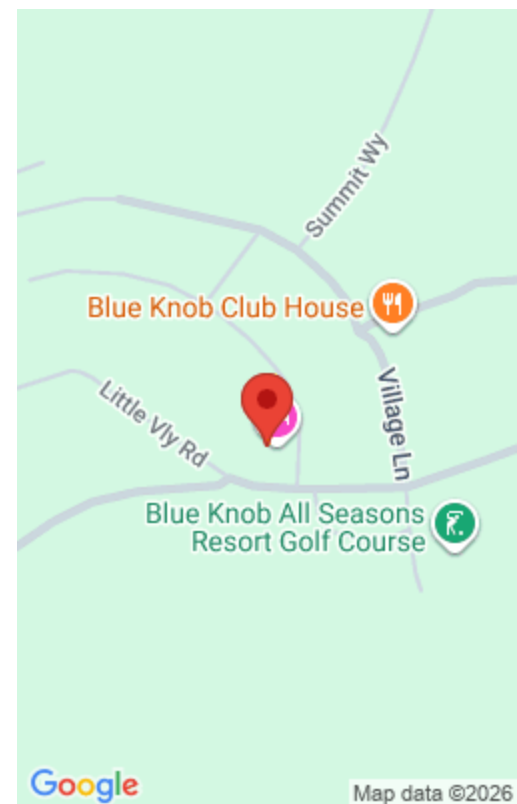 Summit Wy
Blue Knob Club House
Little Vly Rd
Village Ln
Blue Knob All Seasons
Resort Golf Course
Google
Map data ©2026